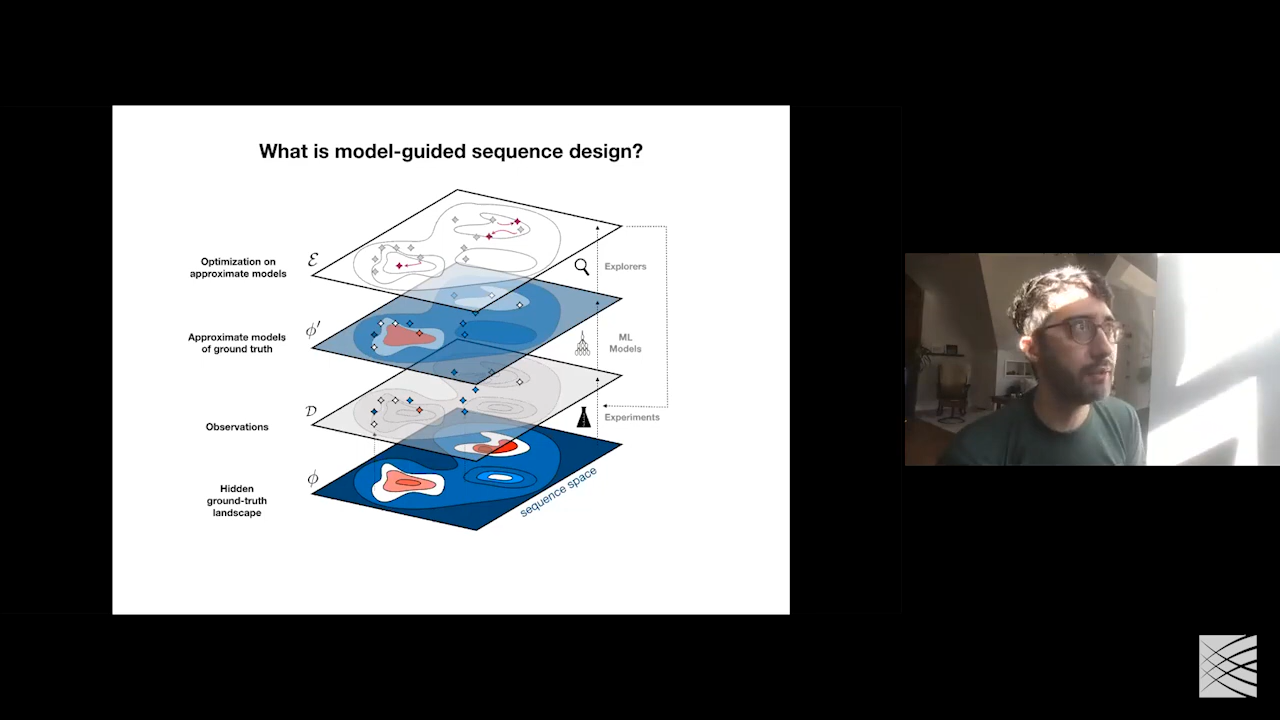 What is model-guided sequence design?
Optimization on
approximate models
ℰ
Explorers
Approximate models
of ground truth
ϕ′
ML
Models
Observations
𝒟
Experiments
Hidden
ground-truth
landscape
ϕ
sequence space